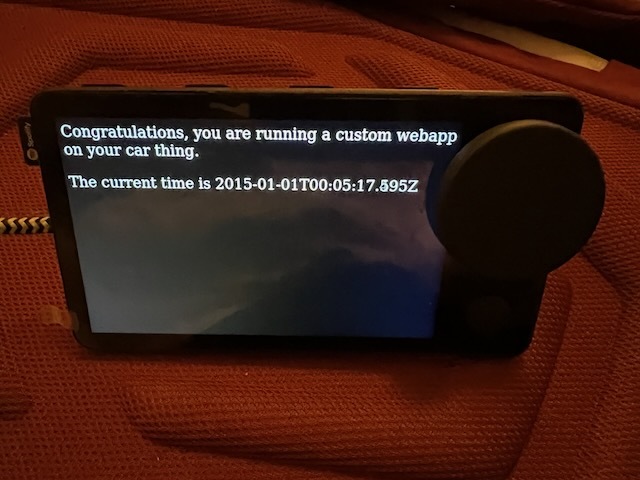 Congratulations, you are running a custom webapp
on your car thing.
The current time is 2015-01-01T00:05:17.595Z
Spotify